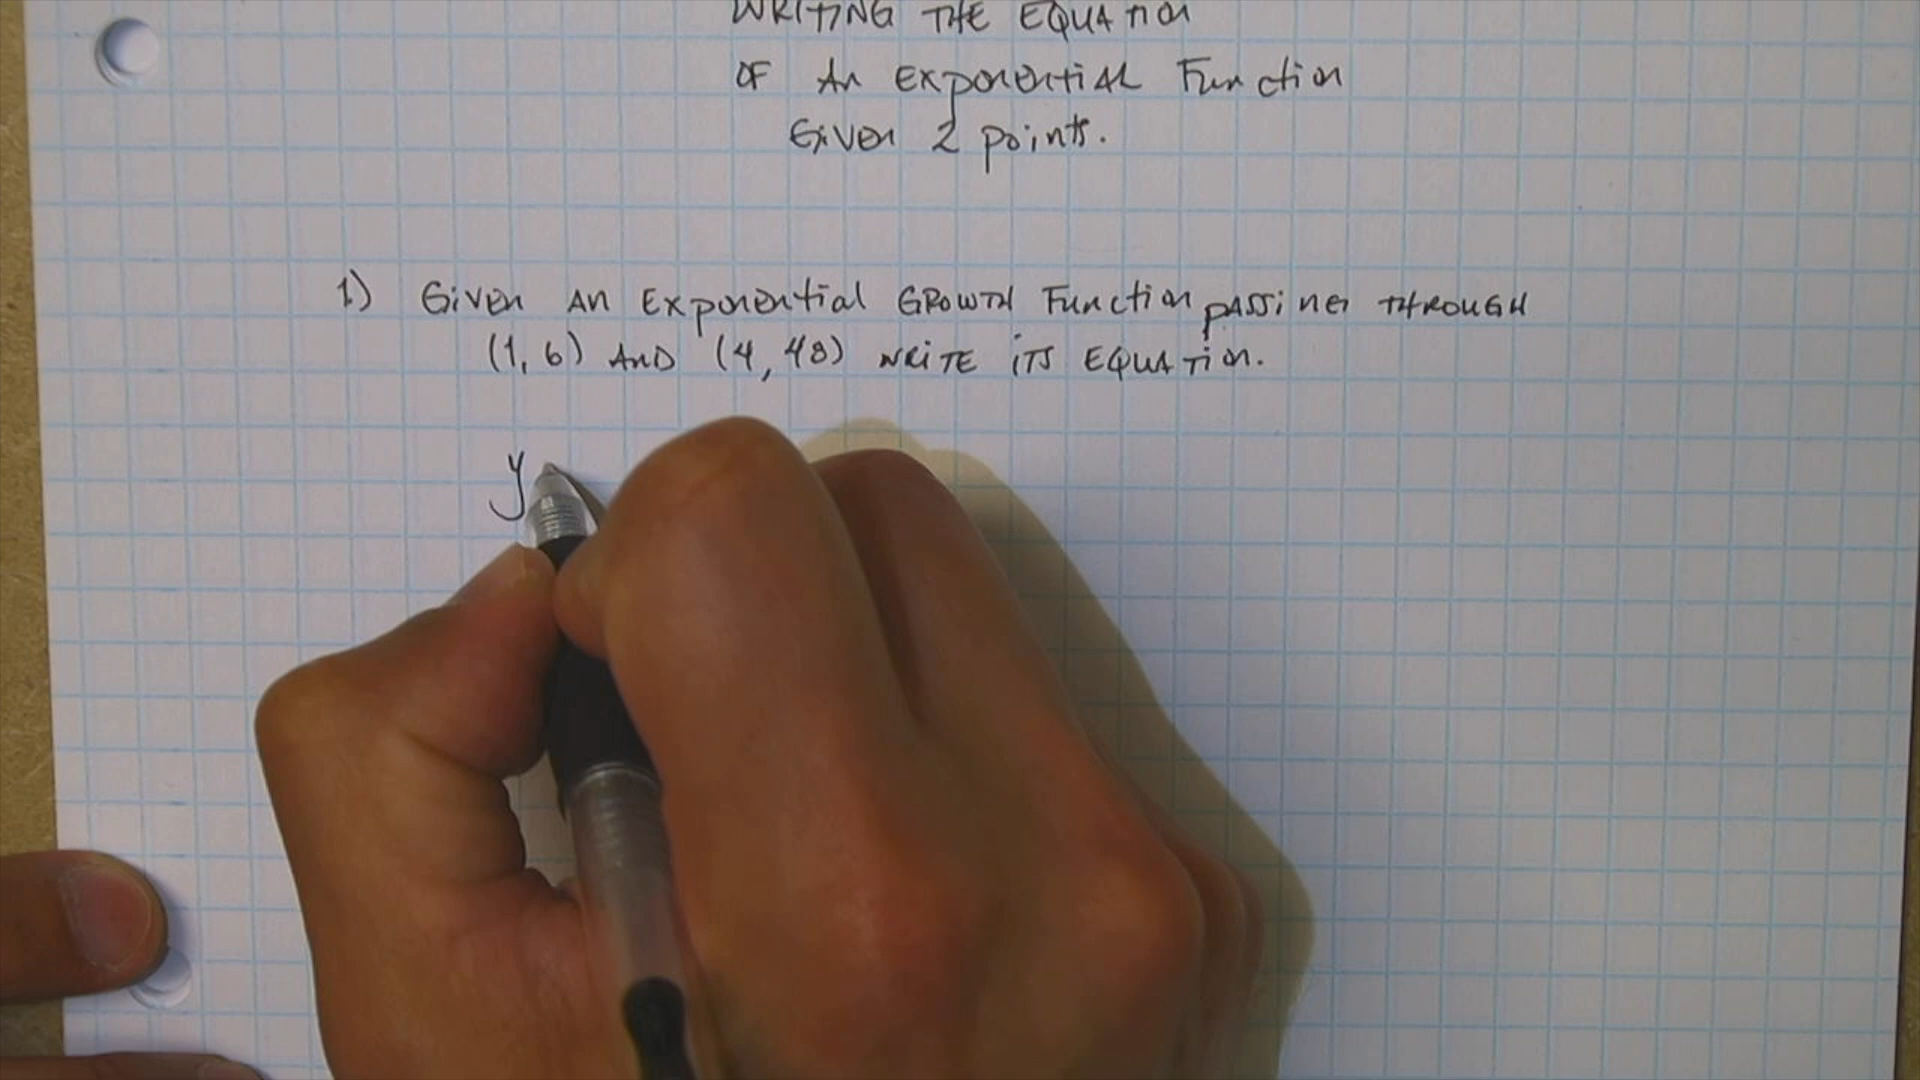 WRITING THE EQUATION
OF An Exponential Function
Given 2 points.
1) Given An Exponential GROWTH Function passing THROUGH
(1, 6) AND (4, 48) WRITE ITS EQUATION.
y